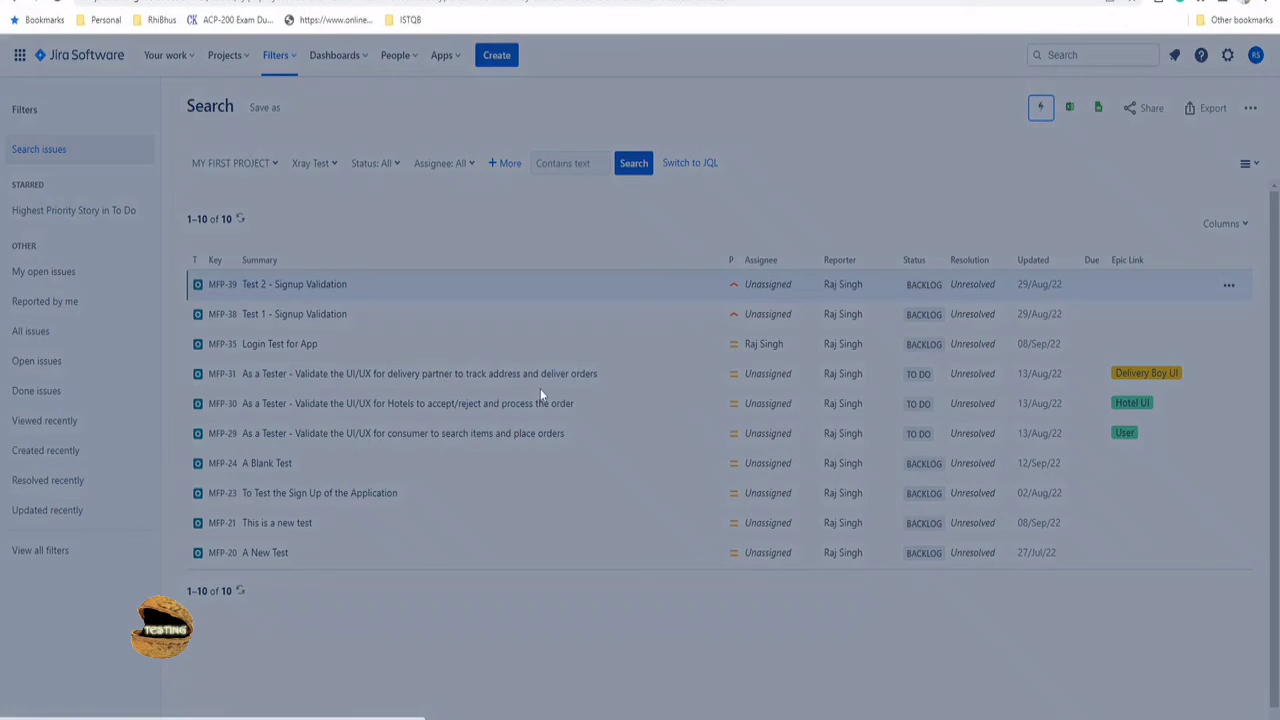 Bookmarks Personal RhiBhus ACP-200 Exam Du... https://www.online... ISTQB Other bookmarks
Jira Software Your work Projects Filters Dashboards People Apps Create Search RS
Filters
Search Save as Share Export
Search issues
MY FIRST PROJECT Xray Test Status: All Assignee: All + More Contains text Search Switch to JQL
STARRED
Highest Priority Story in To Do
1–10 of 10
Columns
OTHER
My open issues
Reported by me
All issues
Open issues
Done issues
Viewed recently
Created recently
Resolved recently
Updated recently
View all filters
T Key Summary P Assignee Reporter Status Resolution Updated Due Epic Link
MFP-39 Test 2 - Signup Validation Unassigned Raj Singh BACKLOG Unresolved 29/Aug/22
MFP-38 Test 1 - Signup Validation Unassigned Raj Singh BACKLOG Unresolved 29/Aug/22
MFP-35 Login Test for App Raj Singh Raj Singh BACKLOG Unresolved 08/Sep/22
MFP-31 As a Tester - Validate the UI/UX for delivery partner to track address and deliver orders Unassigned Raj Singh TO DO Unresolved 13/Aug/22 Delivery Boy UI
MFP-30 As a Tester - Validate the UI/UX for Hotels to accept/reject and process the order Unassigned Raj Singh TO DO Unresolved 13/Aug/22 Hotel UI
MFP-29 As a Tester - Validate the UI/UX for consumer to search items and place orders Unassigned Raj Singh TO DO Unresolved 13/Aug/22 User
MFP-24 A Blank Test Unassigned Raj Singh BACKLOG Unresolved 12/Sep/22
MFP-23 To Test the Sign Up of the Application Unassigned Raj Singh BACKLOG Unresolved 02/Aug/22
MFP-21 This is a new test Unassigned Raj Singh BACKLOG Unresolved 08/Sep/22
MFP-20 A New Test Unassigned Raj Singh BACKLOG Unresolved 27/Jul/22
1–10 of 10
TESTING